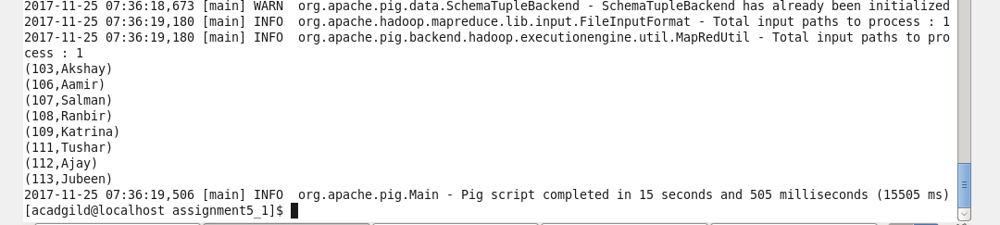 2017-11-25 07:36:18,673 [main] WARN  org.apache.pig.data.SchemaTupleBackend - SchemaTupleBackend has already been initialized
2017-11-25 07:36:19,180 [main] INFO  org.apache.hadoop.mapreduce.lib.input.FileInputFormat - Total input paths to process : 1
2017-11-25 07:36:19,180 [main] INFO  org.apache.pig.backend.hadoop.executionengine.util.MapRedUtil - Total input paths to pro
cess : 1
(103,Akshay)
(106,Aamir)
(107,Salman)
(108,Ranbir)
(109,Katrina)
(111,Tushar)
(112,Ajay)
(113,Jubeen)
2017-11-25 07:36:19,506 [main] INFO  org.apache.pig.Main - Pig script completed in 15 seconds and 505 milliseconds (15505 ms)
[acadgild@localhost assignment5_1]$